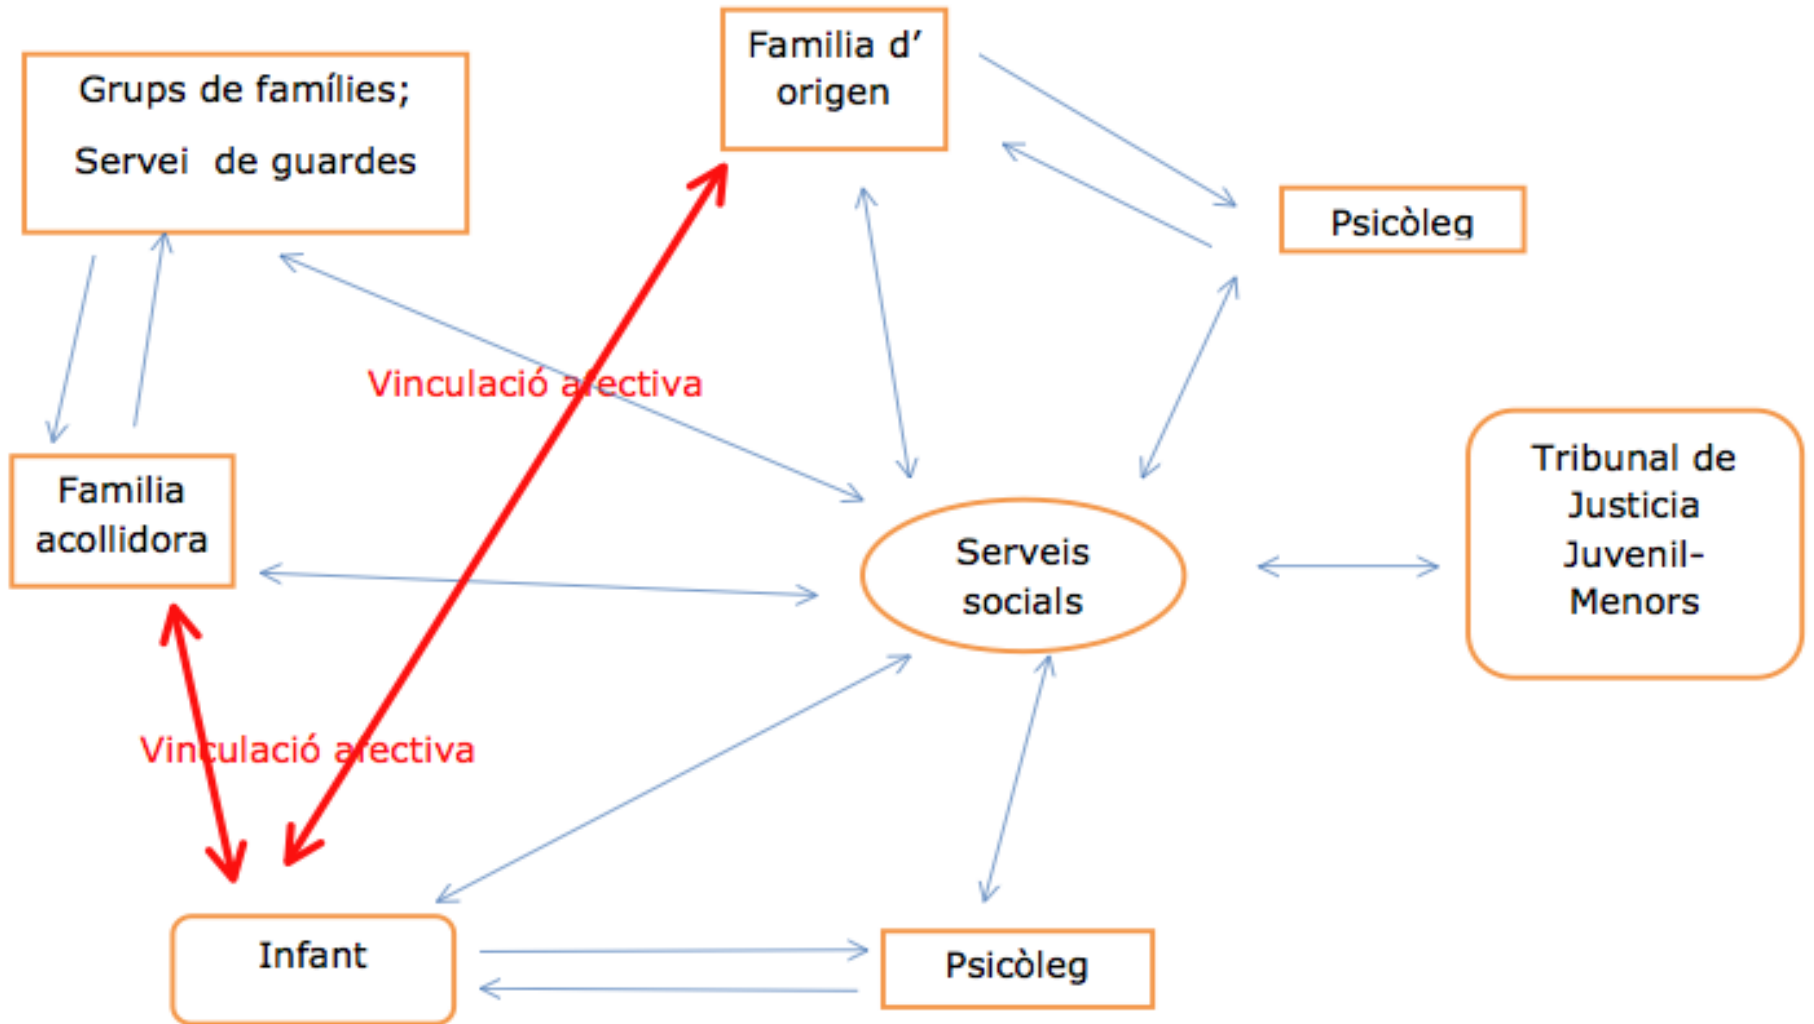 Familia d'
origen
Grups de famílies;
Servei de guardes
Psicòleg
Vinculació afectiva
Familia
acollidora
Tribunal de
Justicia
Juvenil-
Menors
Serveis
socials
Vinculació afectiva
Infant
Psicòleg